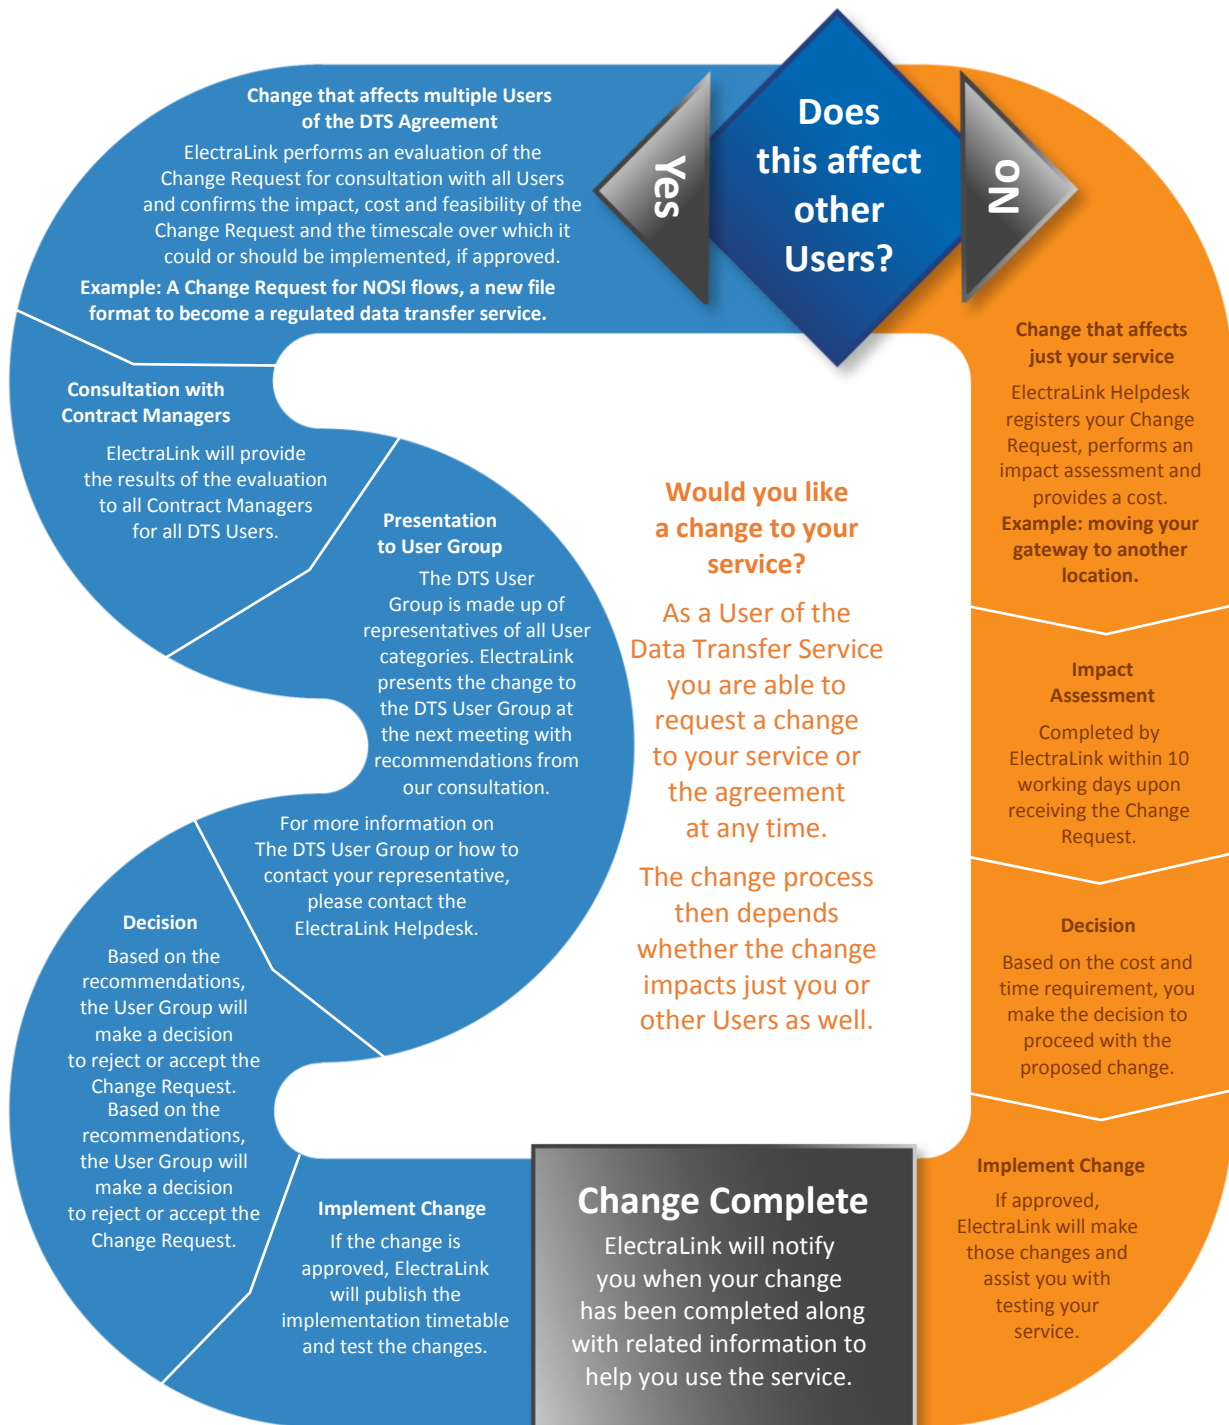 Does
this affect
other
Users?
Yes
No
Change that affects multiple Users
of the DTS Agreement
ElectraLink performs an evaluation of the
Change Request for consultation with all Users
and confirms the impact, cost and feasibility of the
Change Request and the timescale over which it
could or should be implemented, if approved.
Example: A Change Request for NOSI flows, a new file
format to become a regulated data transfer service.
Consultation with
Contract Managers
ElectraLink will provide
the results of the evaluation
to all Contract Managers
for all DTS Users.
Presentation
to User Group
The DTS User
Group is made up of
representatives of all User
categories. ElectraLink
presents the change to
the DTS User Group at
the next meeting with
recommendations from
our consultation.
For more information on
The DTS User Group or how to
contact your representative,
please contact the
ElectraLink Helpdesk.
Decision
Based on the
recommendations,
the User Group will
make a decision
to reject or accept the
Change Request.
Based on the
recommendations,
the User Group will
make a decision
to reject or accept the
Change Request.
Implement Change
If the change is
approved, ElectraLink
will publish the
implementation timetable
and test the changes.
Would you like
a change to your
service?
As a User of the
Data Transfer Service
you are able to
request a change
to your service or
the agreement
at any time.
The change process
then depends
whether the change
impacts just you or
other Users as well.
Change that affects
just your service
ElectraLink Helpdesk
registers your Change
Request, performs an
impact assessment and
provides a cost.
Example: moving your
gateway to another
location.
Impact
Assessment
Completed by
ElectraLink within 10
working days upon
receiving the Change
Request.
Decision
Based on the cost and
time requirement, you
make the decision to
proceed with the
proposed change.
Implement Change
If approved,
ElectraLink will make
those changes and
assist you with
testing your
service.
Change Complete
ElectraLink will notify
you when your change
has been completed along
with related information to
help you use the service.